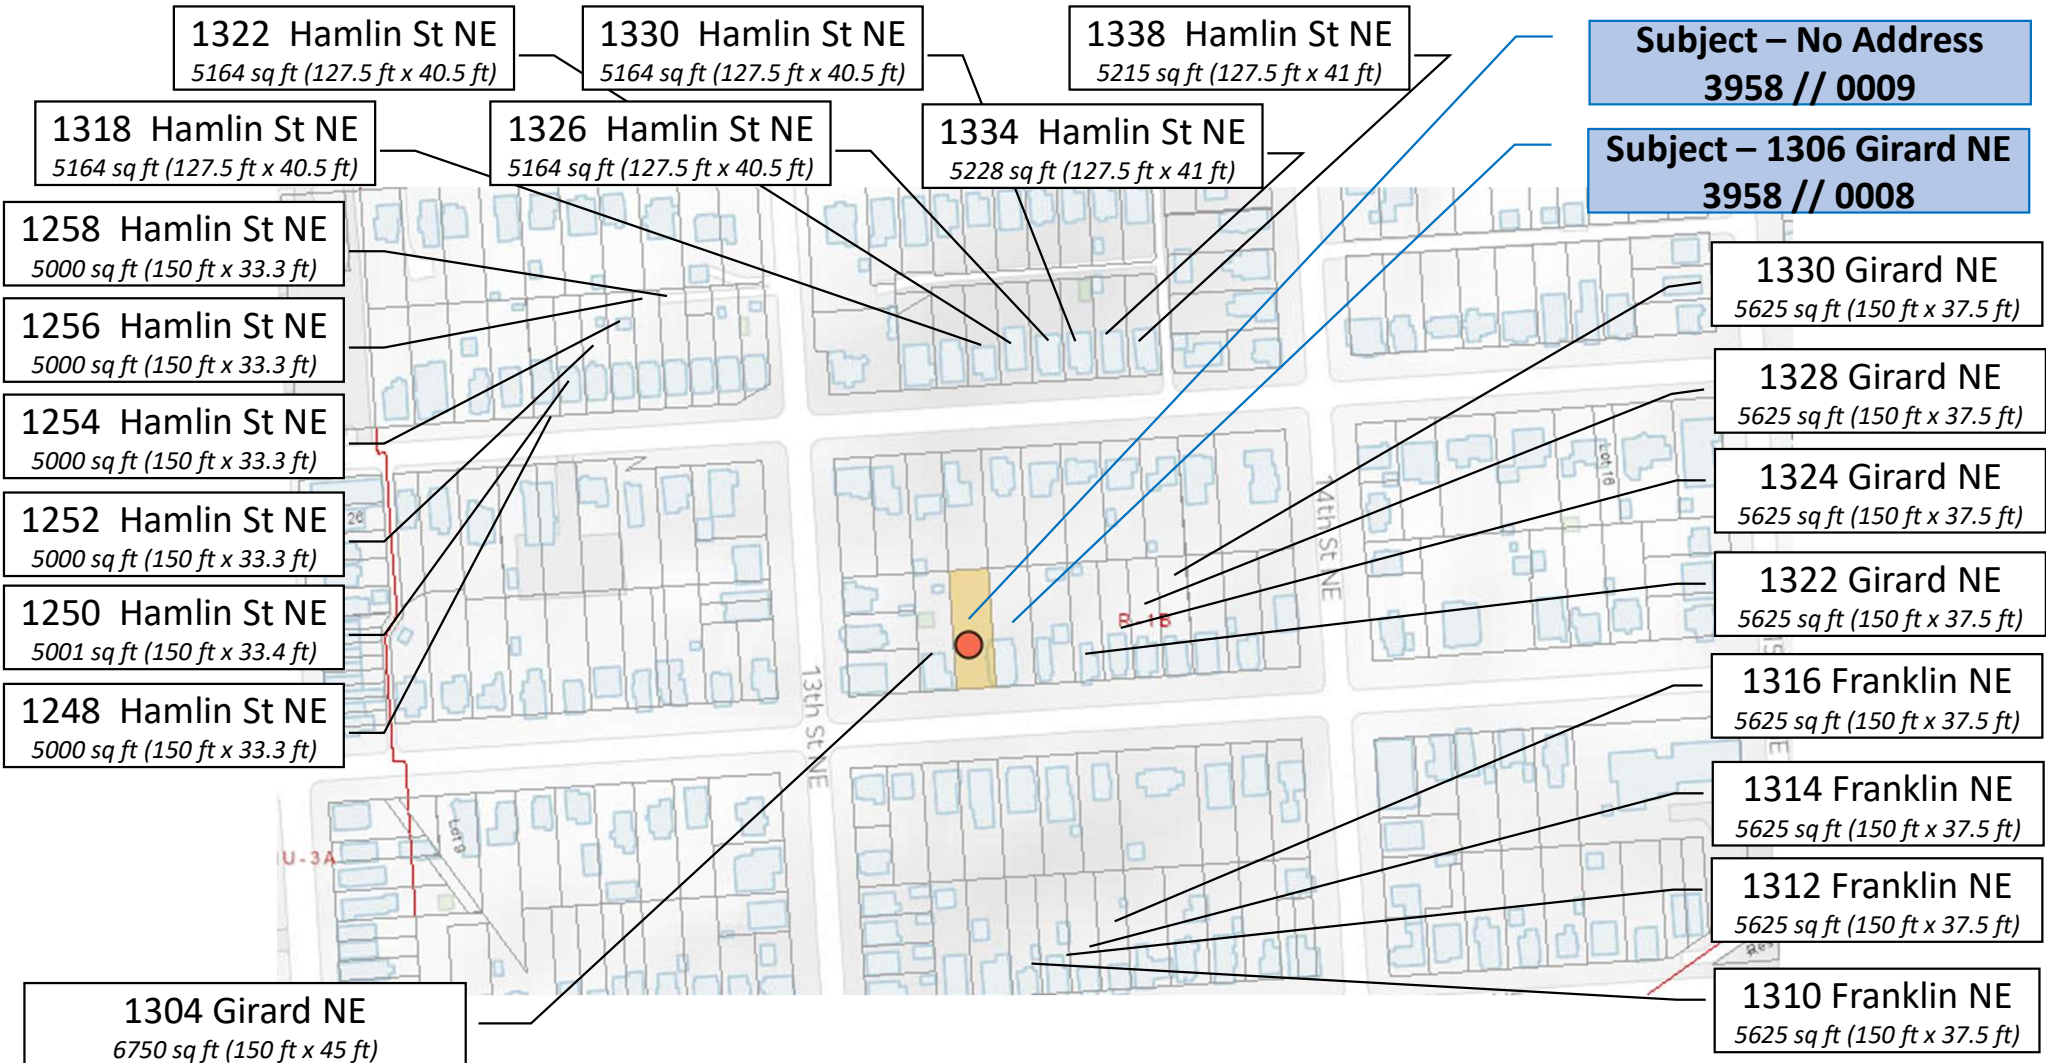 1322 Hamlin St NE
5164 sq ft (127.5 ft x 40.5 ft)
1330 Hamlin St NE
5164 sq ft (127.5 ft x 40.5 ft)
1338 Hamlin St NE
5215 sq ft (127.5 ft x 41 ft)
Subject – No Address
3958 // 0009
1318 Hamlin St NE
5164 sq ft (127.5 ft x 40.5 ft)
1326 Hamlin St NE
5164 sq ft (127.5 ft x 40.5 ft)
1334 Hamlin St NE
5228 sq ft (127.5 ft x 41 ft)
Subject – 1306 Girard NE
3958 // 0008
1258 Hamlin St NE
5000 sq ft (150 ft x 33.3 ft)
1256 Hamlin St NE
5000 sq ft (150 ft x 33.3 ft)
1254 Hamlin St NE
5000 sq ft (150 ft x 33.3 ft)
1252 Hamlin St NE
5000 sq ft (150 ft x 33.3 ft)
1250 Hamlin St NE
5001 sq ft (150 ft x 33.4 ft)
1248 Hamlin St NE
5000 sq ft (150 ft x 33.3 ft)
1330 Girard NE
5625 sq ft (150 ft x 37.5 ft)
1328 Girard NE
5625 sq ft (150 ft x 37.5 ft)
1324 Girard NE
5625 sq ft (150 ft x 37.5 ft)
1322 Girard NE
5625 sq ft (150 ft x 37.5 ft)
1316 Franklin NE
5625 sq ft (150 ft x 37.5 ft)
1314 Franklin NE
5625 sq ft (150 ft x 37.5 ft)
1312 Franklin NE
5625 sq ft (150 ft x 37.5 ft)
1310 Franklin NE
5625 sq ft (150 ft x 37.5 ft)
1304 Girard NE
6750 sq ft (150 ft x 45 ft)
26
Lot 16
14th St NE
R-1B
13th St NE
Lot 9
U-3A